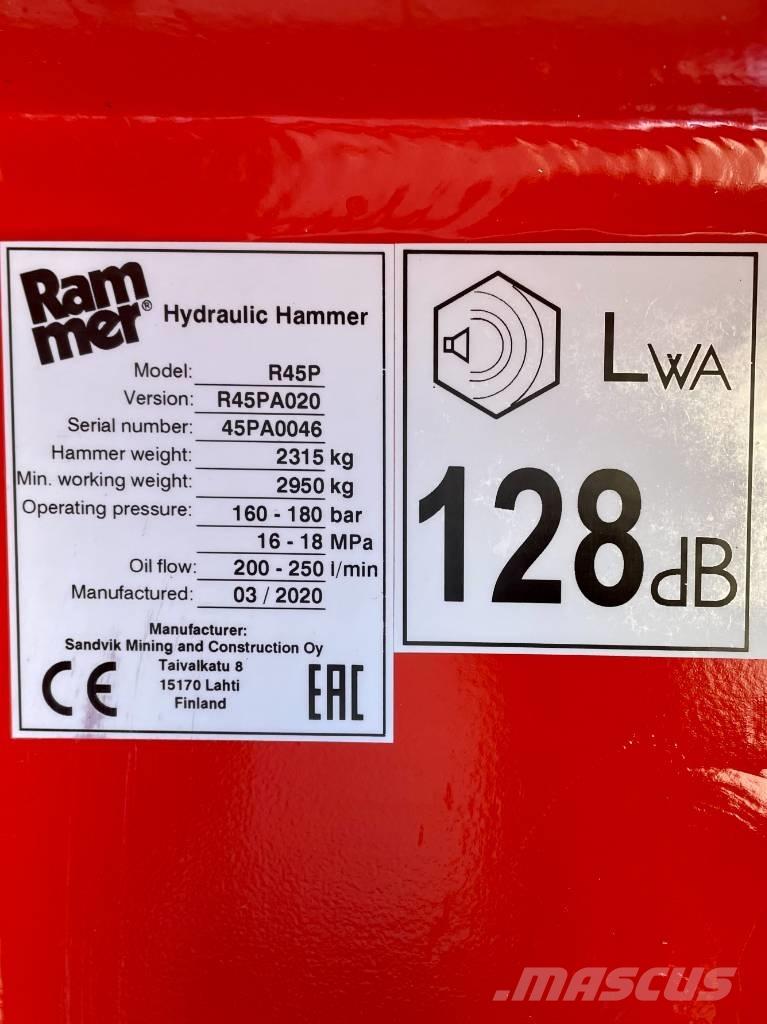 Ram
mer®
Hydraulic Hammer
Model: R45P
Version: R45PA020
Serial number: 45PA0046
Hammer weight: 2315 kg
Min. working weight: 2950 kg
Operating pressure: 160 - 180 bar
16 - 18 MPa
Oil flow: 200 - 250 l/min
Manufactured: 03 / 2020
Manufacturer:
Sandvik Mining and Construction Oy
Taivalkatu 8
15170 Lahti
Finland
CE
EAC
LWA
128 dB
MASCUS